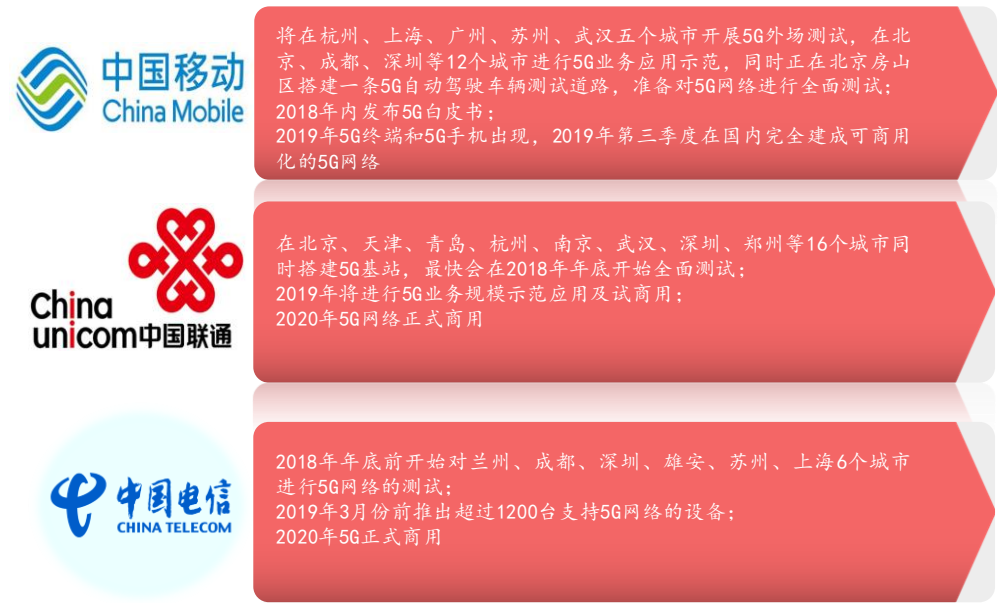 中国移动
China Mobile
将在杭州、上海、广州、苏州、武汉五个城市开展5G外场测试，在北
京、成都、深圳等12个城市进行5G业务应用示范，同时正在北京房山
区搭建一条5G自动驾驶车辆测试道路，准备对5G网络进行全面测试；
2018年内发布5G白皮书；
2019年5G终端和5G手机出现，2019年第三季度在国内完全建成可商用
化的5G网络
China
unicom中国联通
在北京、天津、青岛、杭州、南京、武汉、深圳、郑州等16个城市同
时搭建5G基站，最快会在2018年年底开始全面测试；
2019年将进行5G业务规模示范应用及试商用；
2020年5G网络正式商用
中国电信
CHINA TELECOM
2018年年底前开始对兰州、成都、深圳、雄安、苏州、上海6个城市
进行5G网络的测试；
2019年3月份前推出超过1200台支持5G网络的设备；
2020年5G正式商用